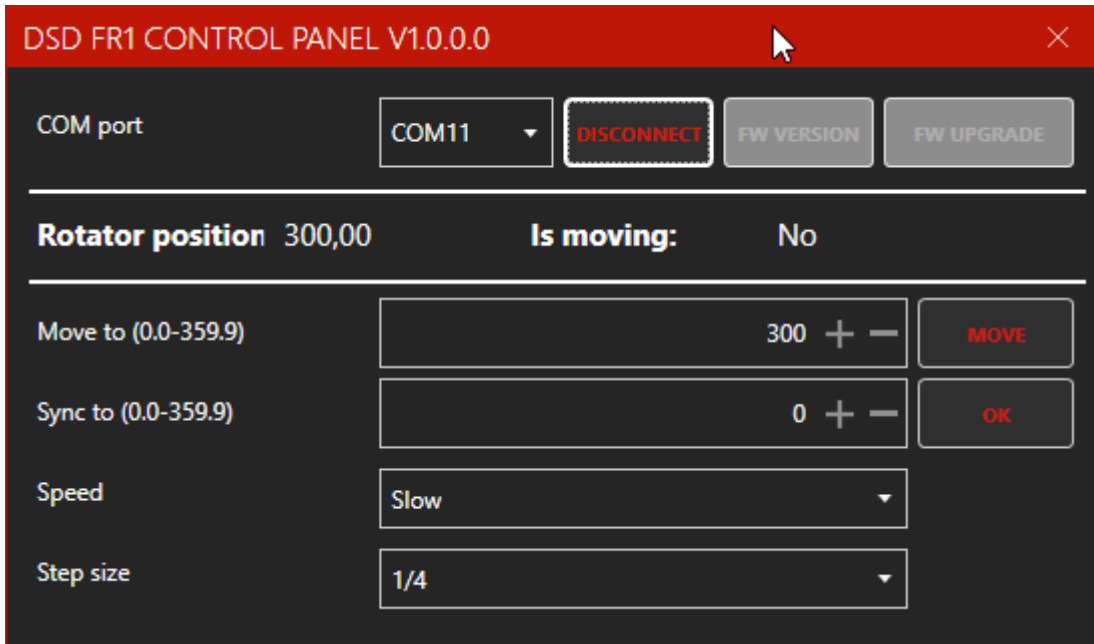 DSD FR1 CONTROL PANEL V1.0.0.0
COM port COM11 DISCONNECT FW VERSION FW UPGRADE
Rotator position 300,00 Is moving: No
Move to (0.0-359.9) 300 MOVE
Sync to (0.0-359.9) 0 OK
Speed Slow
Step size 1/4